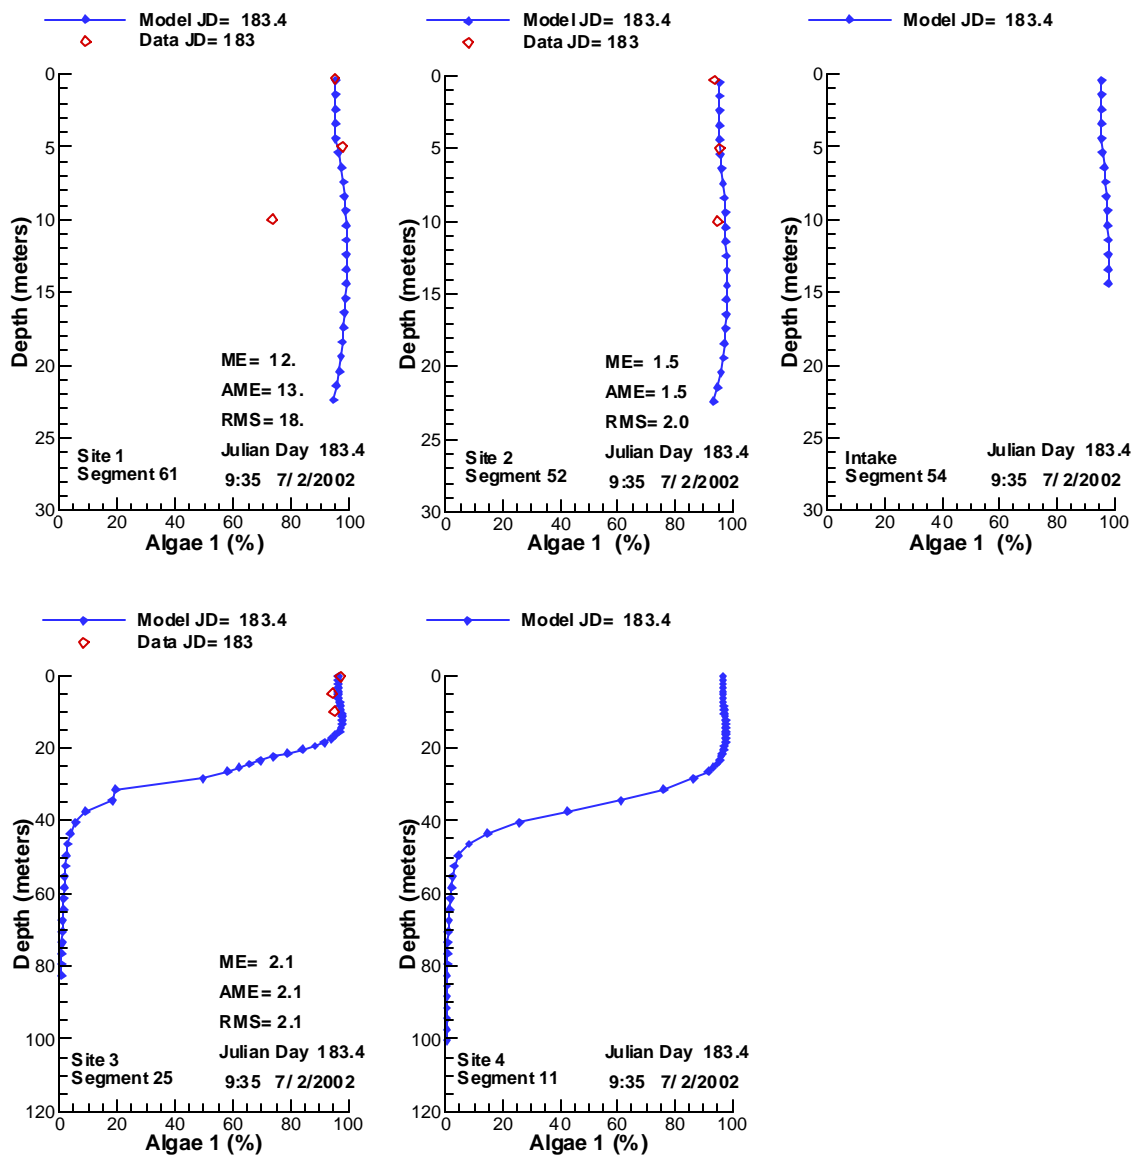 Model JD= 183.4
Data JD= 183
0
5
10
15
20
25
30
0 20 40 60 80 100
Depth (meters)
Algae 1 (%)
ME= 12.
AME= 13.
RMS= 18.
Site 1
Segment 61
Julian Day 183.4
9:35 7/ 2/2002
Model JD= 183.4
Data JD= 183
0
5
10
15
20
25
30
0 20 40 60 80 100
Depth (meters)
Algae 1 (%)
ME= 1.5
AME= 1.5
RMS= 2.0
Site 2
Segment 52
Julian Day 183.4
9:35 7/ 2/2002
Model JD= 183.4
0
5
10
15
20
25
30
0 20 40 60 80 100
Depth (meters)
Algae 1 (%)
Intake
Segment 54
Julian Day 183.4
9:35 7/ 2/2002
Model JD= 183.4
Data JD= 183
0
20
40
60
80
100
120
0 20 40 60 80 100
Depth (meters)
Algae 1 (%)
ME= 2.1
AME= 2.1
RMS= 2.1
Site 3
Segment 25
Julian Day 183.4
9:35 7/ 2/2002
Model JD= 183.4
0
20
40
60
80
100
120
0 20 40 60 80 100
Depth (meters)
Algae 1 (%)
Site 4
Segment 11
Julian Day 183.4
9:35 7/ 2/2002